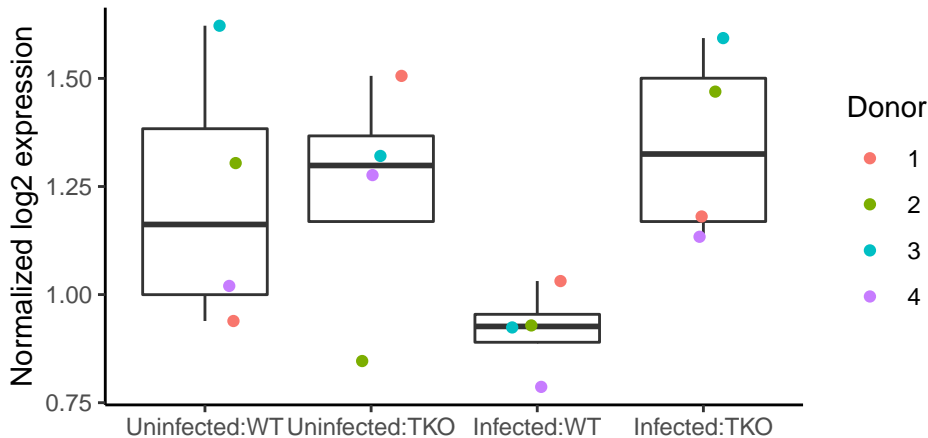 Normalized log2 expression
1.50
1.25
1.00
0.75
Uninfected:WT Uninfected:TKO Infected:WT Infected:TKO
Donor
1
2
3
4